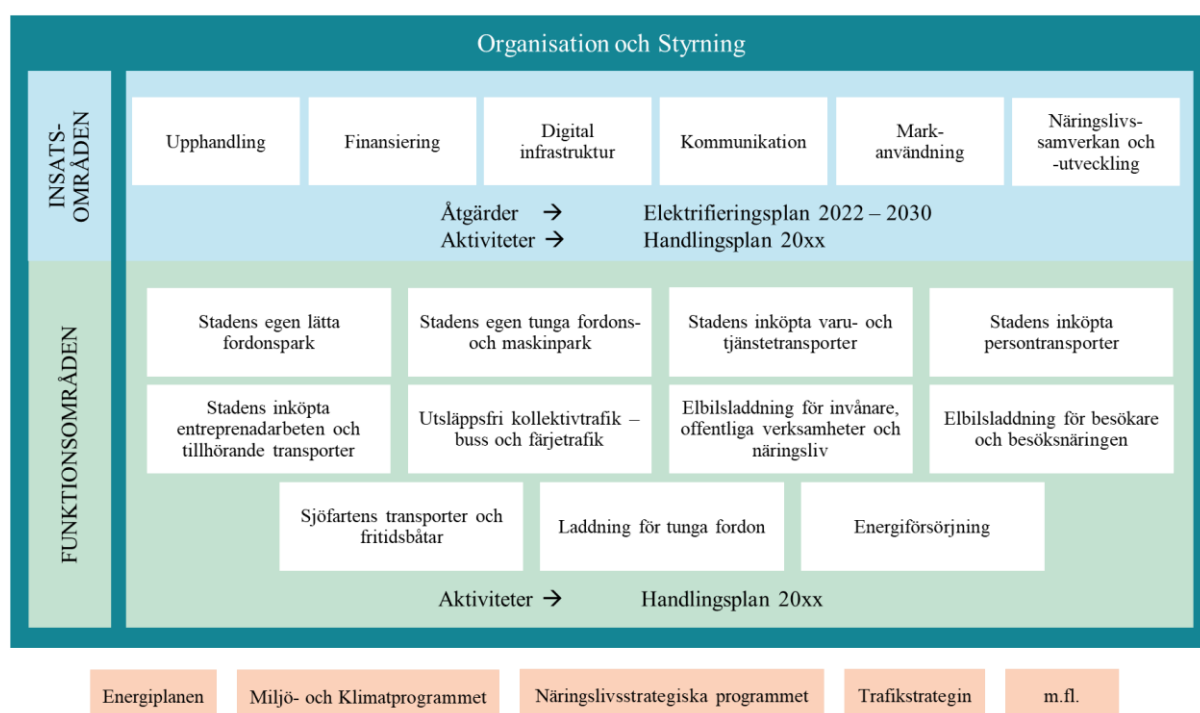 Organisation och Styrning
INSATS-
OMRÅDEN
Upphandling
Finansiering
Digital
infrastruktur
Kommunikation
Mark-
användning
Näringslivs-
samverkan och
-utveckling
Åtgärder → Elektrifieringsplan 2022 – 2030
Aktiviteter → Handlingsplan 20xx
FUNKTIONSOMRÅDEN
Stadens egen lätta
fordonspark
Stadens egen tunga fordons-
och maskinpark
Stadens inköpta varu- och
tjänstetransporter
Stadens inköpta
persontransporter
Stadens inköpta
entreprenadarbeten och
tillhörande transporter
Utsläppsfri kollektivtrafik –
buss och färjetrafik
Elbilsladdning för invånare,
offentliga verksamheter och
näringsliv
Elbilsladdning för besökare
och besöksnäringen
Sjöfartens transporter och
fritidsbåtar
Laddning för tunga fordon
Energiförsörjning
Aktiviteter → Handlingsplan 20xx
Energiplanen
Miljö- och Klimatprogrammet
Näringslivsstrategiska programmet
Trafikstrategin
m.fl.